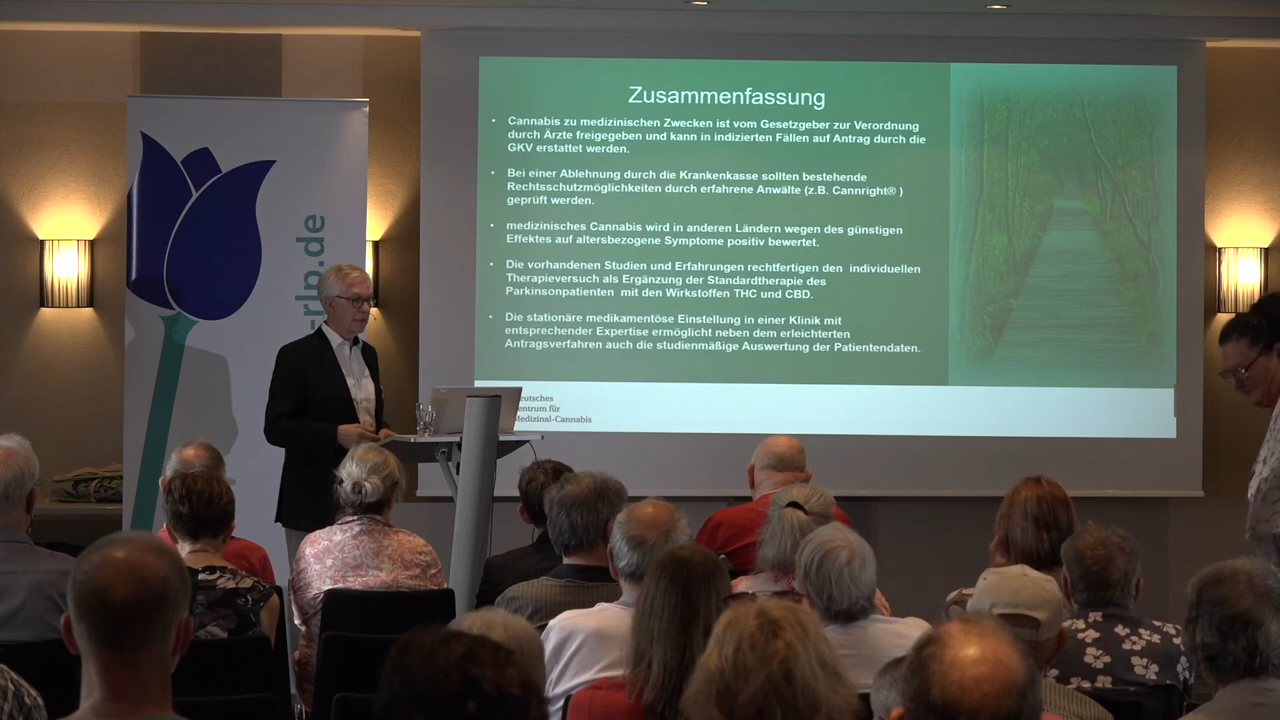 Zusammenfassung
• Cannabis zu medizinischen Zwecken ist vom Gesetzgeber zur Verordnung
durch Ärzte freigegeben und kann in indizierten Fällen auf Antrag durch die
GKV erstattet werden.
• Bei einer Ablehnung durch die Krankenkasse sollten bestehende
Rechtsschutzmöglichkeiten durch erfahrene Anwälte (z.B. Cannright® )
geprüft werden.
• medizinisches Cannabis wird in anderen Ländern wegen des günstigen
Effektes auf altersbezogene Symptome positiv bewertet.
• Die vorhandenen Studien und Erfahrungen rechtfertigen den individuellen
Therapieversuch als Ergänzung der Standardtherapie des
Parkinsonpatienten mit den Wirkstoffen THC und CBD.
• Die stationäre medikamentöse Einstellung in einer Klinik mit
entsprechender Expertise ermöglicht neben dem erleichterten
Antragsverfahren auch die studienmäßige Auswertung der Patientendaten.
eutsches
entrum für
Medizinal-Cannabis
-rlp.de